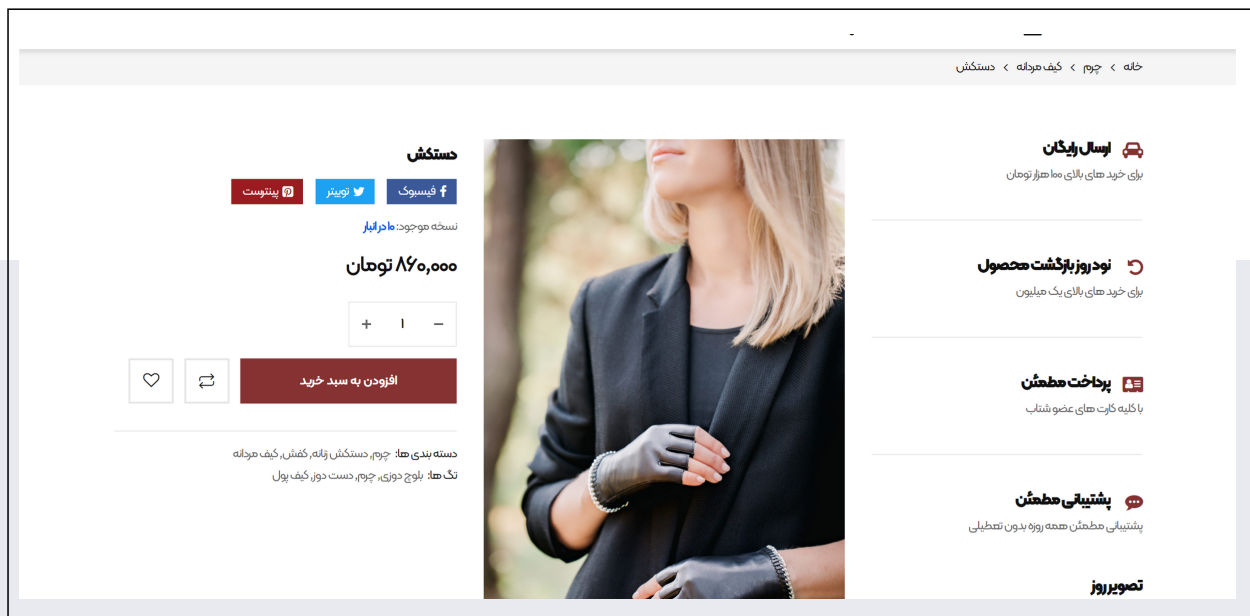 خانه > چرم > کیف مردانه > دستکش
ارسال رایگان
برای خرید های بالای ۱۰۰ هزار تومان
نود روز بازگشت محصول
برای خرید های بالای یک میلیون
پرداخت مطمئن
با کلیه کارت های عضو شتاب
پشتیبانی مطمئن
پشتیبانی مطمئن همه روزه بدون تعطیلی
تصویر روز
دستکش
فیسبوک توییتر پینترست
نسخه موجود: ۱۰ در انبار
۸۶۰,۰۰۰ تومان
− ۱ +
افزودن به سبد خرید
دسته بندی ها: چرم, دستکش زنانه, کفش, کیف مردانه
تگ ها: بلوچ دوزی, چرم, دست دوز, کیف پول